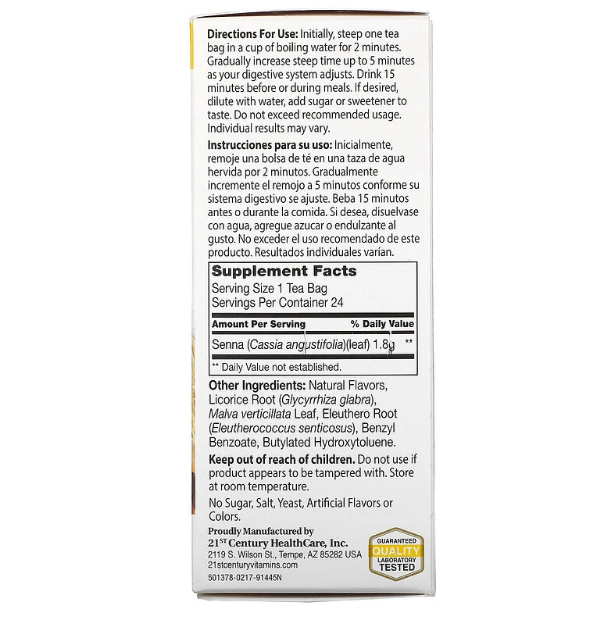 Directions For Use: Initially, steep one tea
bag in a cup of boiling water for 2 minutes.
Gradually increase steep time up to 5 minutes
as your digestive system adjusts. Drink 15
minutes before or during meals. If desired,
dilute with water, add sugar or sweetener to
taste. Do not exceed recommended usage.
Individual results may vary.
Instrucciones para su uso: Inicialmente,
remoje una bolsa de té en una taza de agua
hervida por 2 minutos. Gradualmente
incremente el remojo a 5 minutos conforme su
sistema digestivo se ajuste. Beba 15 minutos
antes o durante la comida. Si desea, disuelvase
con agua, agregue azucar o endulzante al
gusto. No exceder el uso recomendado de este
producto. Resultados individuales varían.
Supplement Facts
Serving Size 1 Tea Bag
Servings Per Container 24
Amount Per Serving % Daily Value
Senna (Cassia angustifolia)(leaf) 1.8g **
** Daily Value not established.
Other Ingredients: Natural Flavors,
Licorice Root (Glycyrrhiza glabra),
Malva verticillata Leaf, Eleuthero Root
(Eleutherococcus senticosus), Benzyl
Benzoate, Butylated Hydroxytoluene.
Keep out of reach of children. Do not use if
product appears to be tampered with. Store
at room temperature.
No Sugar, Salt, Yeast, Artificial Flavors or
Colors.
Proudly Manufactured by
21ST Century HealthCare, Inc.
2119 S. Wilson St., Tempe, AZ 85282 USA
21stcenturyvitamins.com
501378-0217-91445N
GUARANTEED
QUALITY
LABORATORY
TESTED